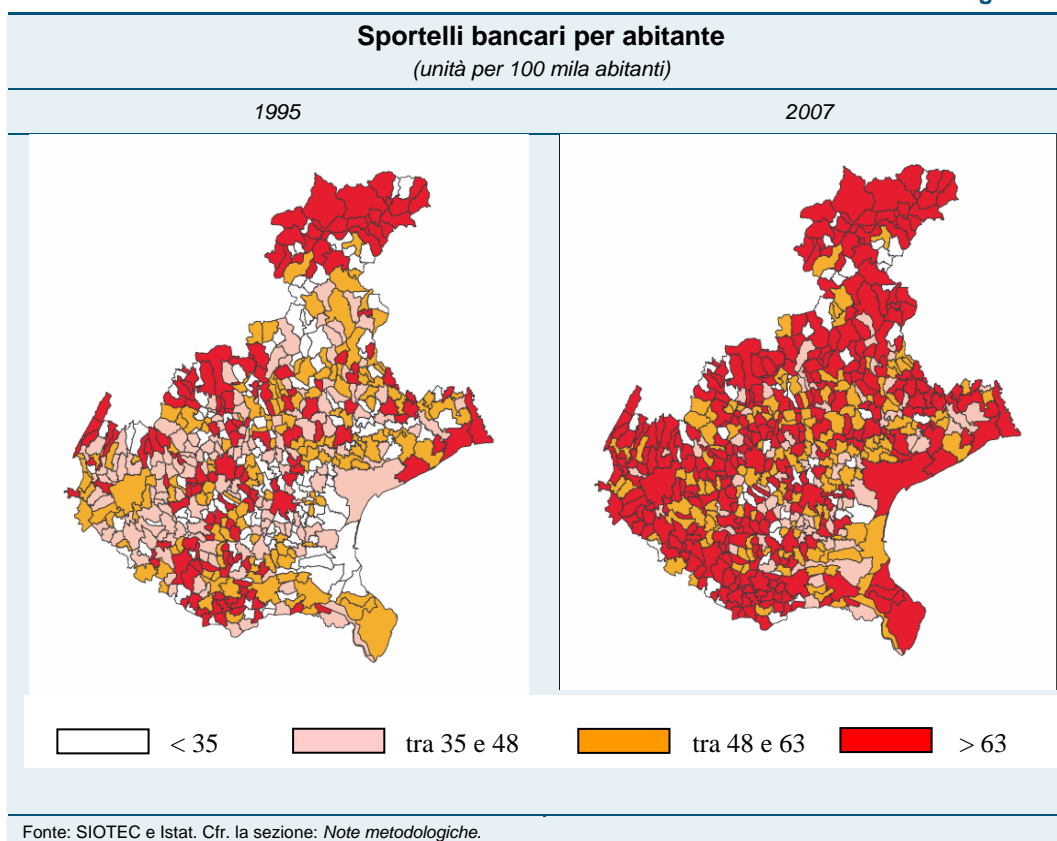 Sportelli bancari per abitante
(unità per 100 mila abitanti)
1995 2007
< 35 tra 35 e 48 tra 48 e 63 > 63
Fonte: SIOTEC e Istat. Cfr. la sezione: Note metodologiche.